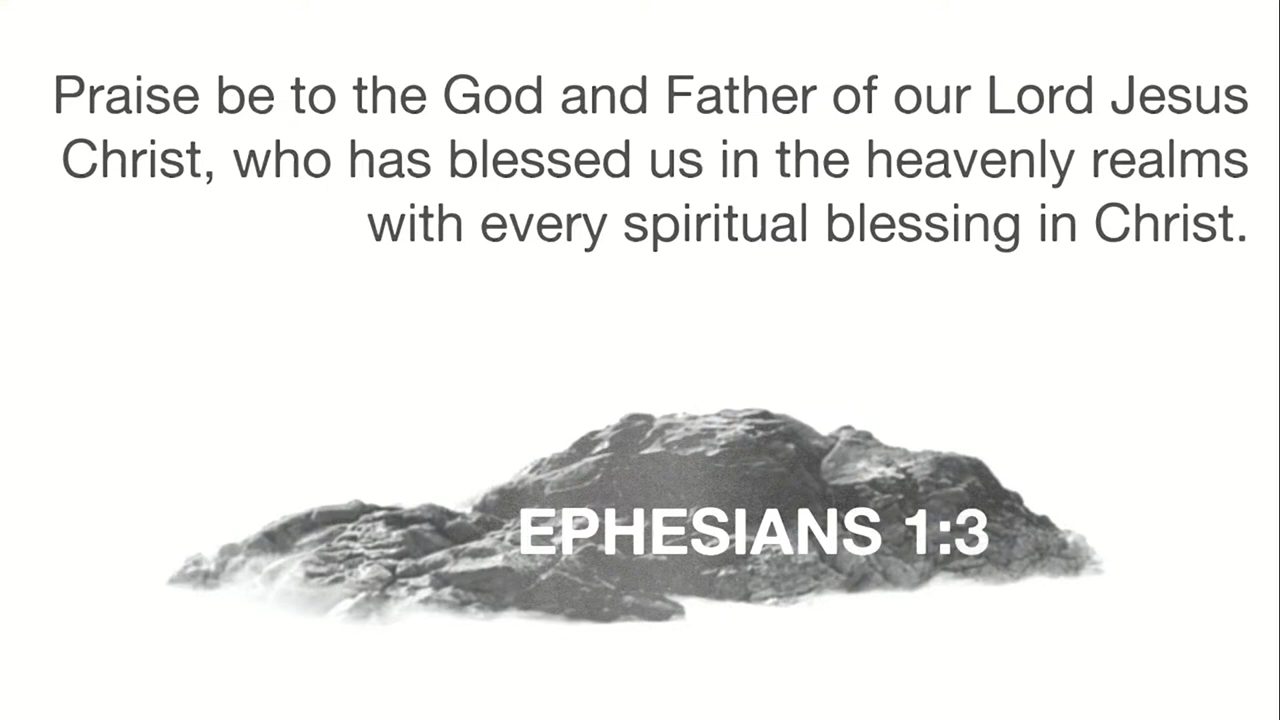 Praise be to the God and Father of our Lord Jesus
Christ, who has blessed us in the heavenly realms
with every spiritual blessing in Christ.
EPHESIANS 1:3